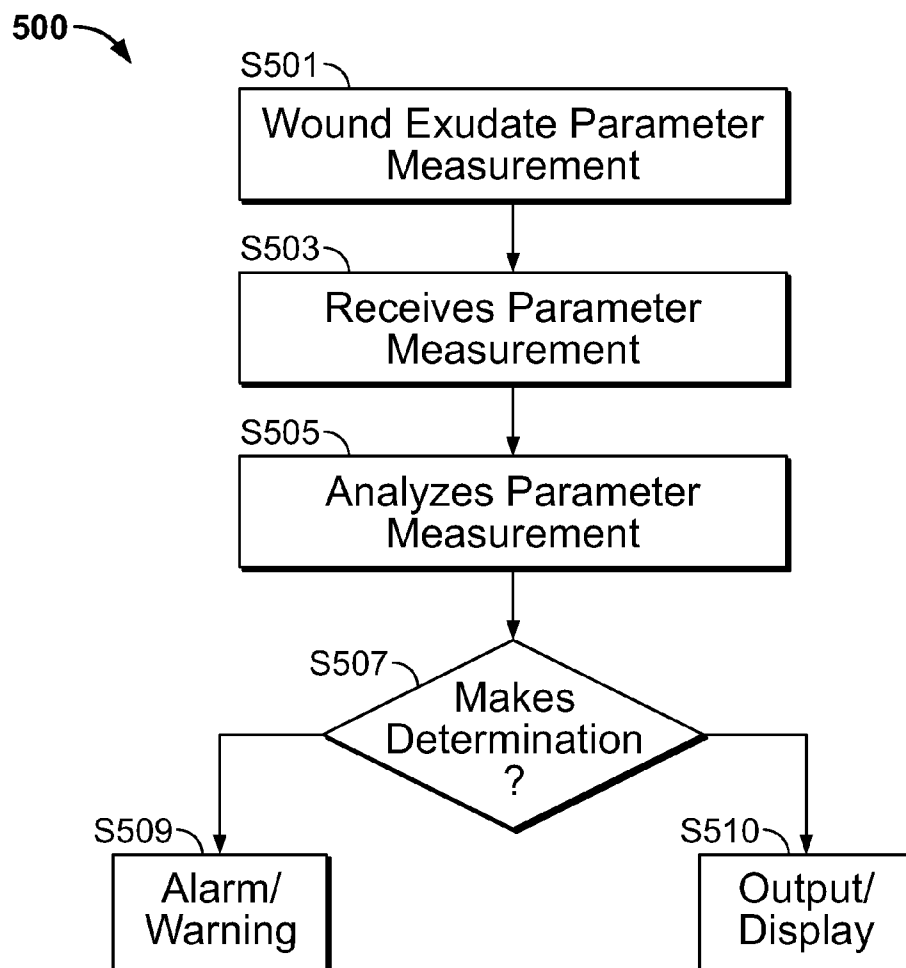 500
S501
Wound Exudate Parameter
Measurement
S503
Receives Parameter
Measurement
S505
Analyzes Parameter
Measurement
S507
Makes
Determination
?
S509
Alarm/
Warning
S510
Output/
Display